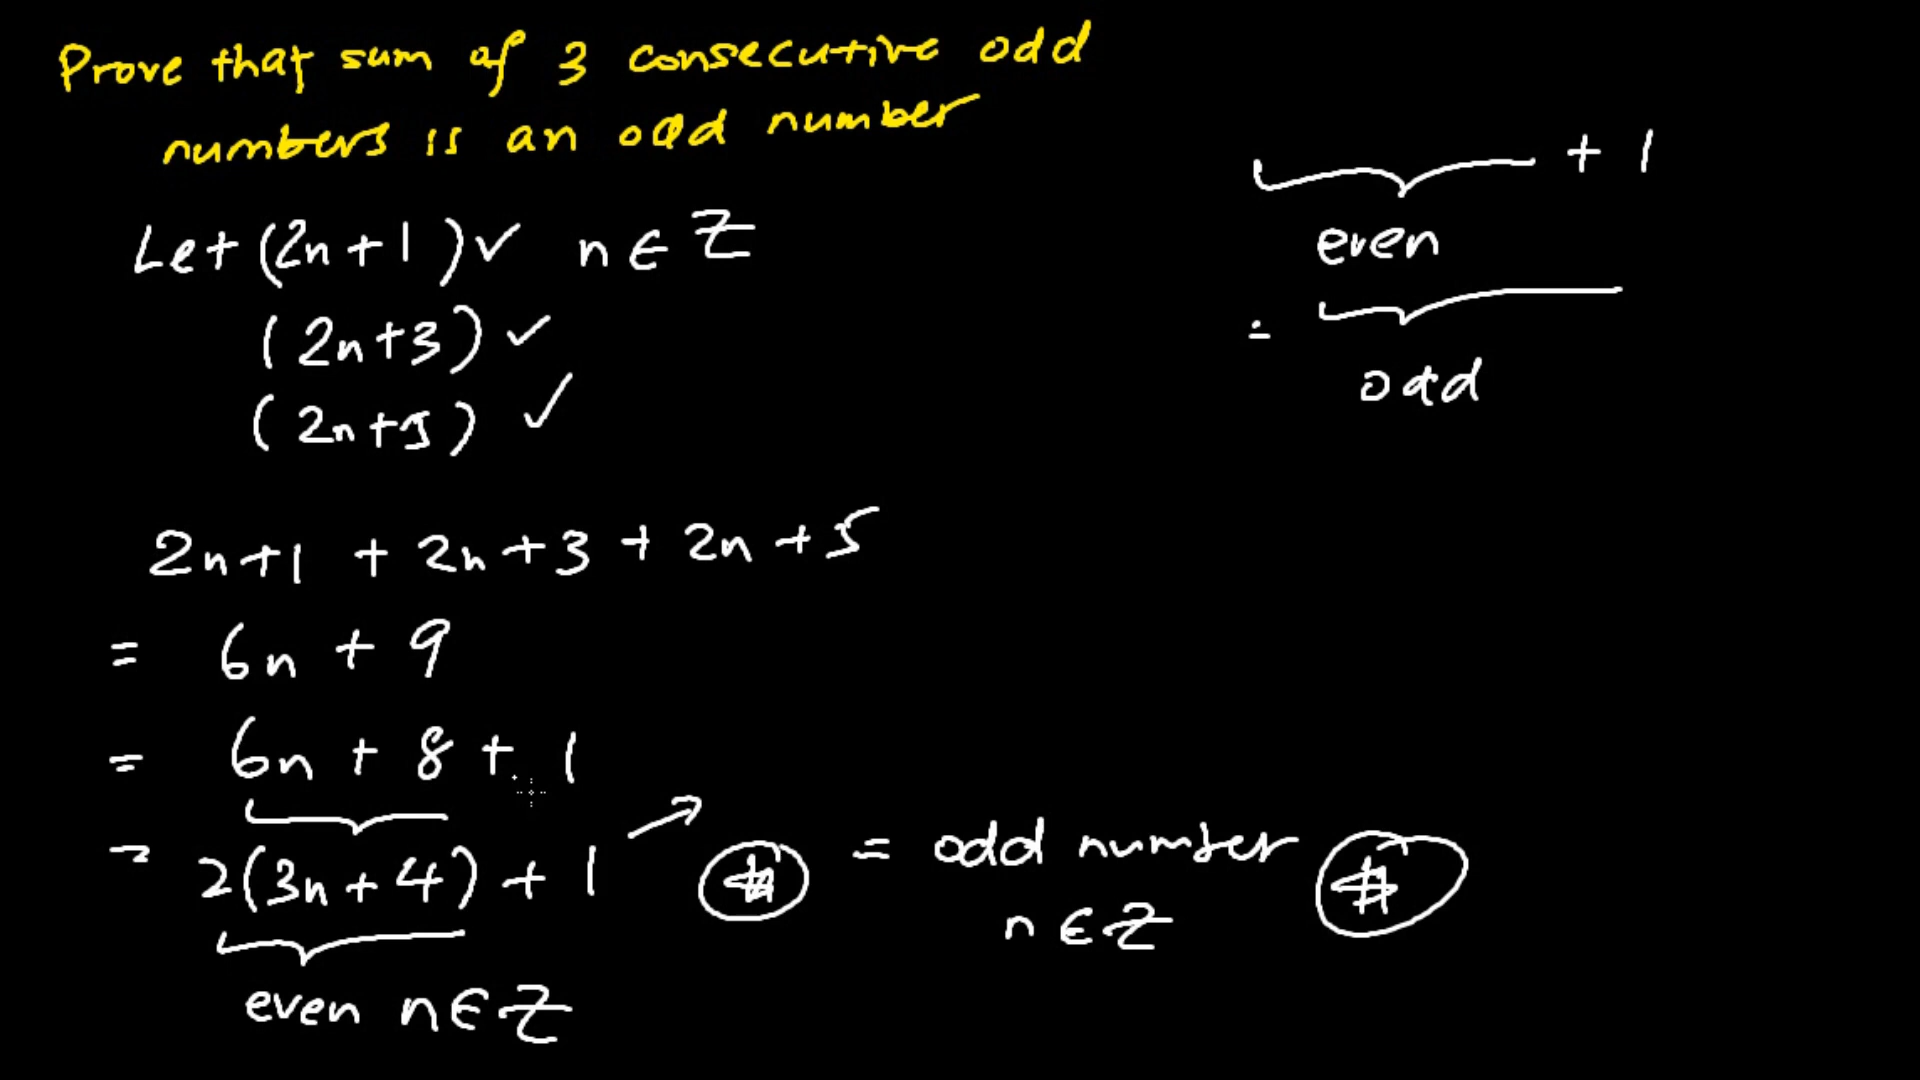 Prove that sum of 3 consecutive odd
numbers is an odd number
Let (2n+1) ✓ n ∈ Z
(2n+3) ✓
(2n+5) ✓
2n+1 + 2n+3 + 2n+5
= 6n + 9
= 6n + 8 + 1
= 2(3n+4) + 1
even n ∈ Z
# = odd number #
n ∈ Z
+ 1
even
=
odd